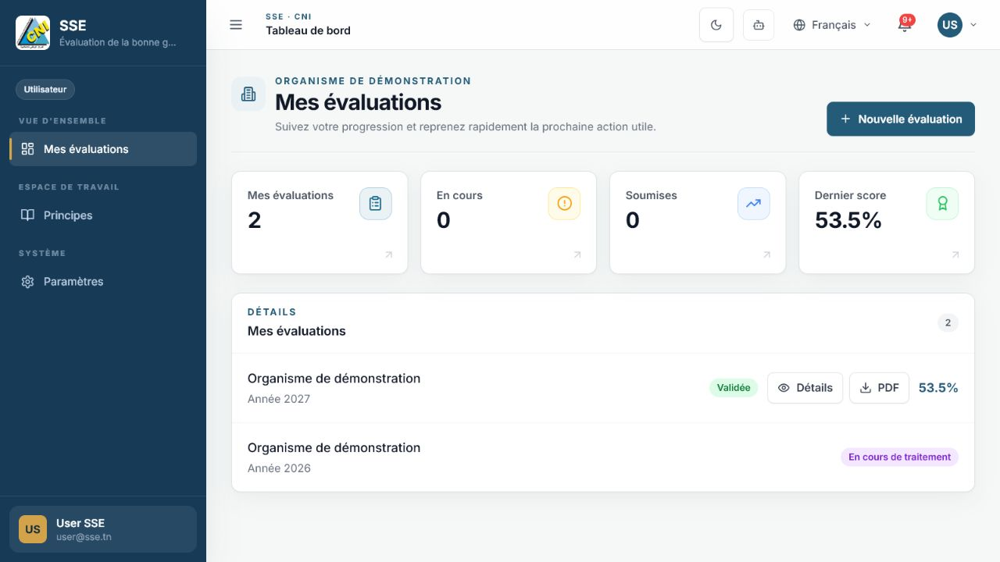 SSE
Évaluation de la bonne g...
Utilisateur
VUE D'ENSEMBLE
Mes évaluations
ESPACE DE TRAVAIL
Principes
SYSTÈME
Paramètres
US
User SSE
user@sse.tn
SSE · CNI
Tableau de bord
Français
9+
US
ORGANISME DE DÉMONSTRATION
Mes évaluations
Suivez votre progression et reprenez rapidement la prochaine action utile.
Nouvelle évaluation
Mes évaluations
2
En cours
0
Soumises
0
Dernier score
53.5%
DÉTAILS
Mes évaluations
2
Organisme de démonstration
Année 2027
Validée
Détails
PDF
53.5%
Organisme de démonstration
Année 2026
En cours de traitement